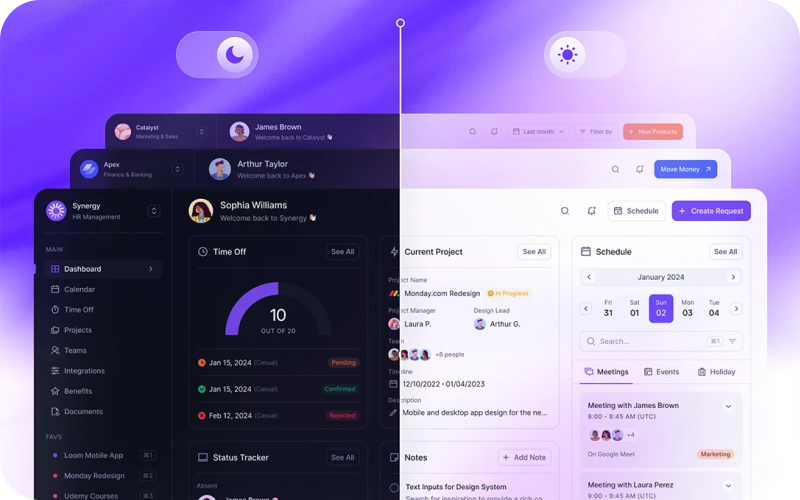 Catalyst
Marketing & Sales
James Brown
Welcome back to Catalyst 👋🏻
Last month
Filter by
+ New Products
Apex
Finance & Banking
Arthur Taylor
Welcome back to Apex 👋🏻
Move Money
Synergy
HR Management
Sophia Williams
Welcome back to Synergy 👋🏻
Schedule
+ Create Request
MAIN
Dashboard
Calendar
Time Off
Projects
Teams
Integrations
Benefits
Documents
FAVS
Loom Mobile App ⌘1
Monday Redesign ⌘2
Udemy Courses ⌘3
Time Off
See All
10
OUT OF 20
Jan 15, 2024 (Casual) Pending
Jan 15, 2024 (Casual) Confirmed
Feb 12, 2024 (Casual) Rejected
Status Tracker
See All
Absent
James Brown
Current Project
See All
Project Name
Monday.com Redesign
In Progress
Project Manager
Design Lead
Laura P.
Arthur G.
Team
+8 people
Timeline
12/10/2022 - 01/04/2023
Description
Mobile and desktop app design for the ne...
Notes
+ Add Note
Text Inputs for Design System
Search for inspiration to provide a rich co
Schedule
See All
January 2024
Fri Sat Sun Mon Tue
31 01 02 03 04
Search... ⌘1
Meetings
Events
Holiday
Meeting with James Brown
8:00 - 8:45 AM (UTC)
+4
On Google Meet
Marketing
Meeting with Laura Perez
9:00 - 9:45 AM (UTC)